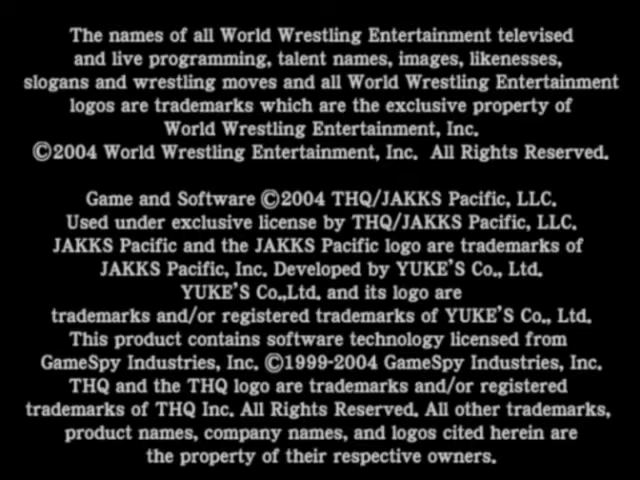 The names of all World Wrestling Entertainment televised
and live programming, talent names, images, likenesses,
slogans and wrestling moves and all World Wrestling Entertainment
logos are trademarks which are the exclusive property of
World Wrestling Entertainment, Inc.
©2004 World Wrestling Entertainment, Inc. All Rights Reserved.
Game and Software ©2004 THQ/JAKKS Pacific, LLC.
Used under exclusive license by THQ/JAKKS Pacific, LLC.
JAKKS Pacific and the JAKKS Pacific logo are trademarks of
JAKKS Pacific, Inc. Developed by YUKE'S Co., Ltd.
YUKE'S Co.,Ltd. and its logo are
trademarks and/or registered trademarks of YUKE'S Co., Ltd.
This product contains software technology licensed from
GameSpy Industries, Inc. ©1999-2004 GameSpy Industries, Inc.
THQ and the THQ logo are trademarks and/or registered
trademarks of THQ Inc. All Rights Reserved. All other trademarks,
product names, company names, and logos cited herein are
the property of their respective owners.